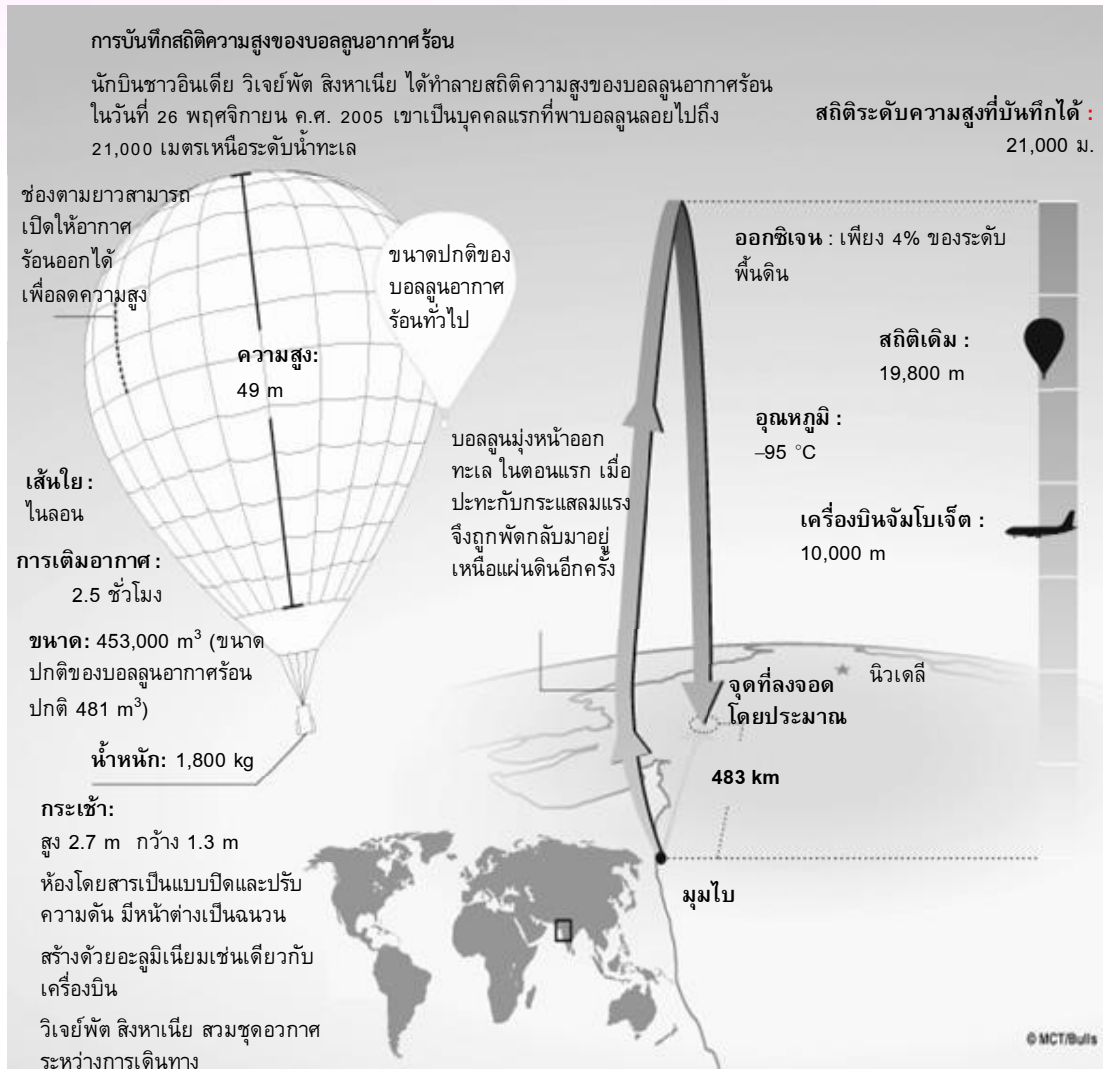 การบันทึกสถิติความสูงของบอลลูนอากาศร้อน
นักบินชาวอินเดีย วิเจย์พัต สิงหาเนีย ได้ทำลายสถิติความสูงของบอลลูนอากาศร้อน
ในวันที่ 26 พฤศจิกายน ค.ศ. 2005 เขาเป็นบุคคลแรกที่พาบอลลูนลอยไปถึง
21,000 เมตรเหนือระดับน้ำทะเล
สถิติระดับความสูงที่บันทึกได้ :
21,000 ม.
ช่องตามยาวสามารถ
เปิดให้อากาศ
ร้อนออกได้
เพื่อลดความสูง
ขนาดปกติของ
บอลลูนอากาศ
ร้อนทั่วไป
ความสูง:
49 m
ออกซิเจน : เพียง 4% ของระดับ
พื้นดิน
สถิติเดิม :
19,800 m
อุณหภูมิ :
–95 °C
บอลลูนมุ่งหน้าออก
ทะเล ในตอนแรก เมื่อ
ปะทะกับกระแสลมแรง
จึงถูกพัดกลับมาอยู่
เหนือแผ่นดินอีกครั้ง
เครื่องบินจัมโบเจ็ต :
10,000 m
เส้นใย :
ไนลอน
การเติมอากาศ :
2.5 ชั่วโมง
ขนาด: 453,000 m³ (ขนาด
ปกติของบอลลูนอากาศร้อน
ปกติ 481 m³)
น้ำหนัก: 1,800 kg
นิวเดลี
จุดที่ลงจอด
โดยประมาณ
483 km
มุมไบ
กระเช้า:
สูง 2.7 m กว้าง 1.3 m
ห้องโดยสารเป็นแบบปิดและปรับ
ความดัน มีหน้าต่างเป็นฉนวน
สร้างด้วยอะลูมิเนียมเช่นเดียวกับ
เครื่องบิน
วิเจย์พัต สิงหาเนีย สวมชุดอวกาศ
ระหว่างการเดินทาง
© MCT/Bulls